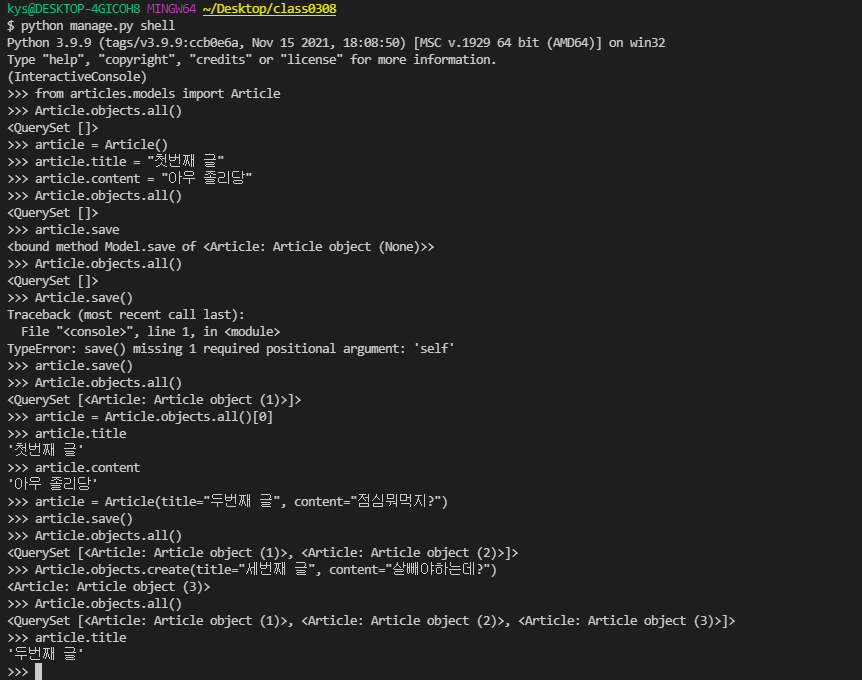 kys@DESKTOP-4GICOH8 MINGW64 ~/Desktop/class0308
$ python manage.py shell
Python 3.9.9 (tags/v3.9.9:ccb0e6a, Nov 15 2021, 18:08:50) [MSC v.1929 64 bit (AMD64)] on win32
Type "help", "copyright", "credits" or "license" for more information.
(InteractiveConsole)
>>> from articles.models import Article
>>> Article.objects.all()
<QuerySet []>
>>> article = Article()
>>> article.title = "첫번째 글"
>>> article.content = "아우 졸리당"
>>> Article.objects.all()
<QuerySet []>
>>> article.save
<bound method Model.save of <Article: Article object (None)>>
>>> Article.objects.all()
<QuerySet []>
>>> Article.save()
Traceback (most recent call last):
  File "<console>", line 1, in <module>
TypeError: save() missing 1 required positional argument: 'self'
>>> article.save()
>>> Article.objects.all()
<QuerySet [<Article: Article object (1)>]>
>>> article = Article.objects.all()[0]
>>> article.title
'첫번째 글'
>>> article.content
'아우 졸리당'
>>> article = Article(title="두번째 글", content="점심뭐먹지?")
>>> article.save()
>>> Article.objects.all()
<QuerySet [<Article: Article object (1)>, <Article: Article object (2)>]>
>>> Article.objects.create(title="세번째 글", content="살빼야하는데?")
<Article: Article object (3)>
>>> Article.objects.all()
<QuerySet [<Article: Article object (1)>, <Article: Article object (2)>, <Article: Article object (3)>]>
>>> article.title
'두번째 글'
>>>